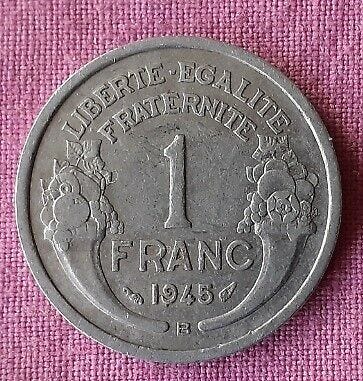 LIBERTE-EGALITE
FRATERNITE
1
FRANC
1945
B